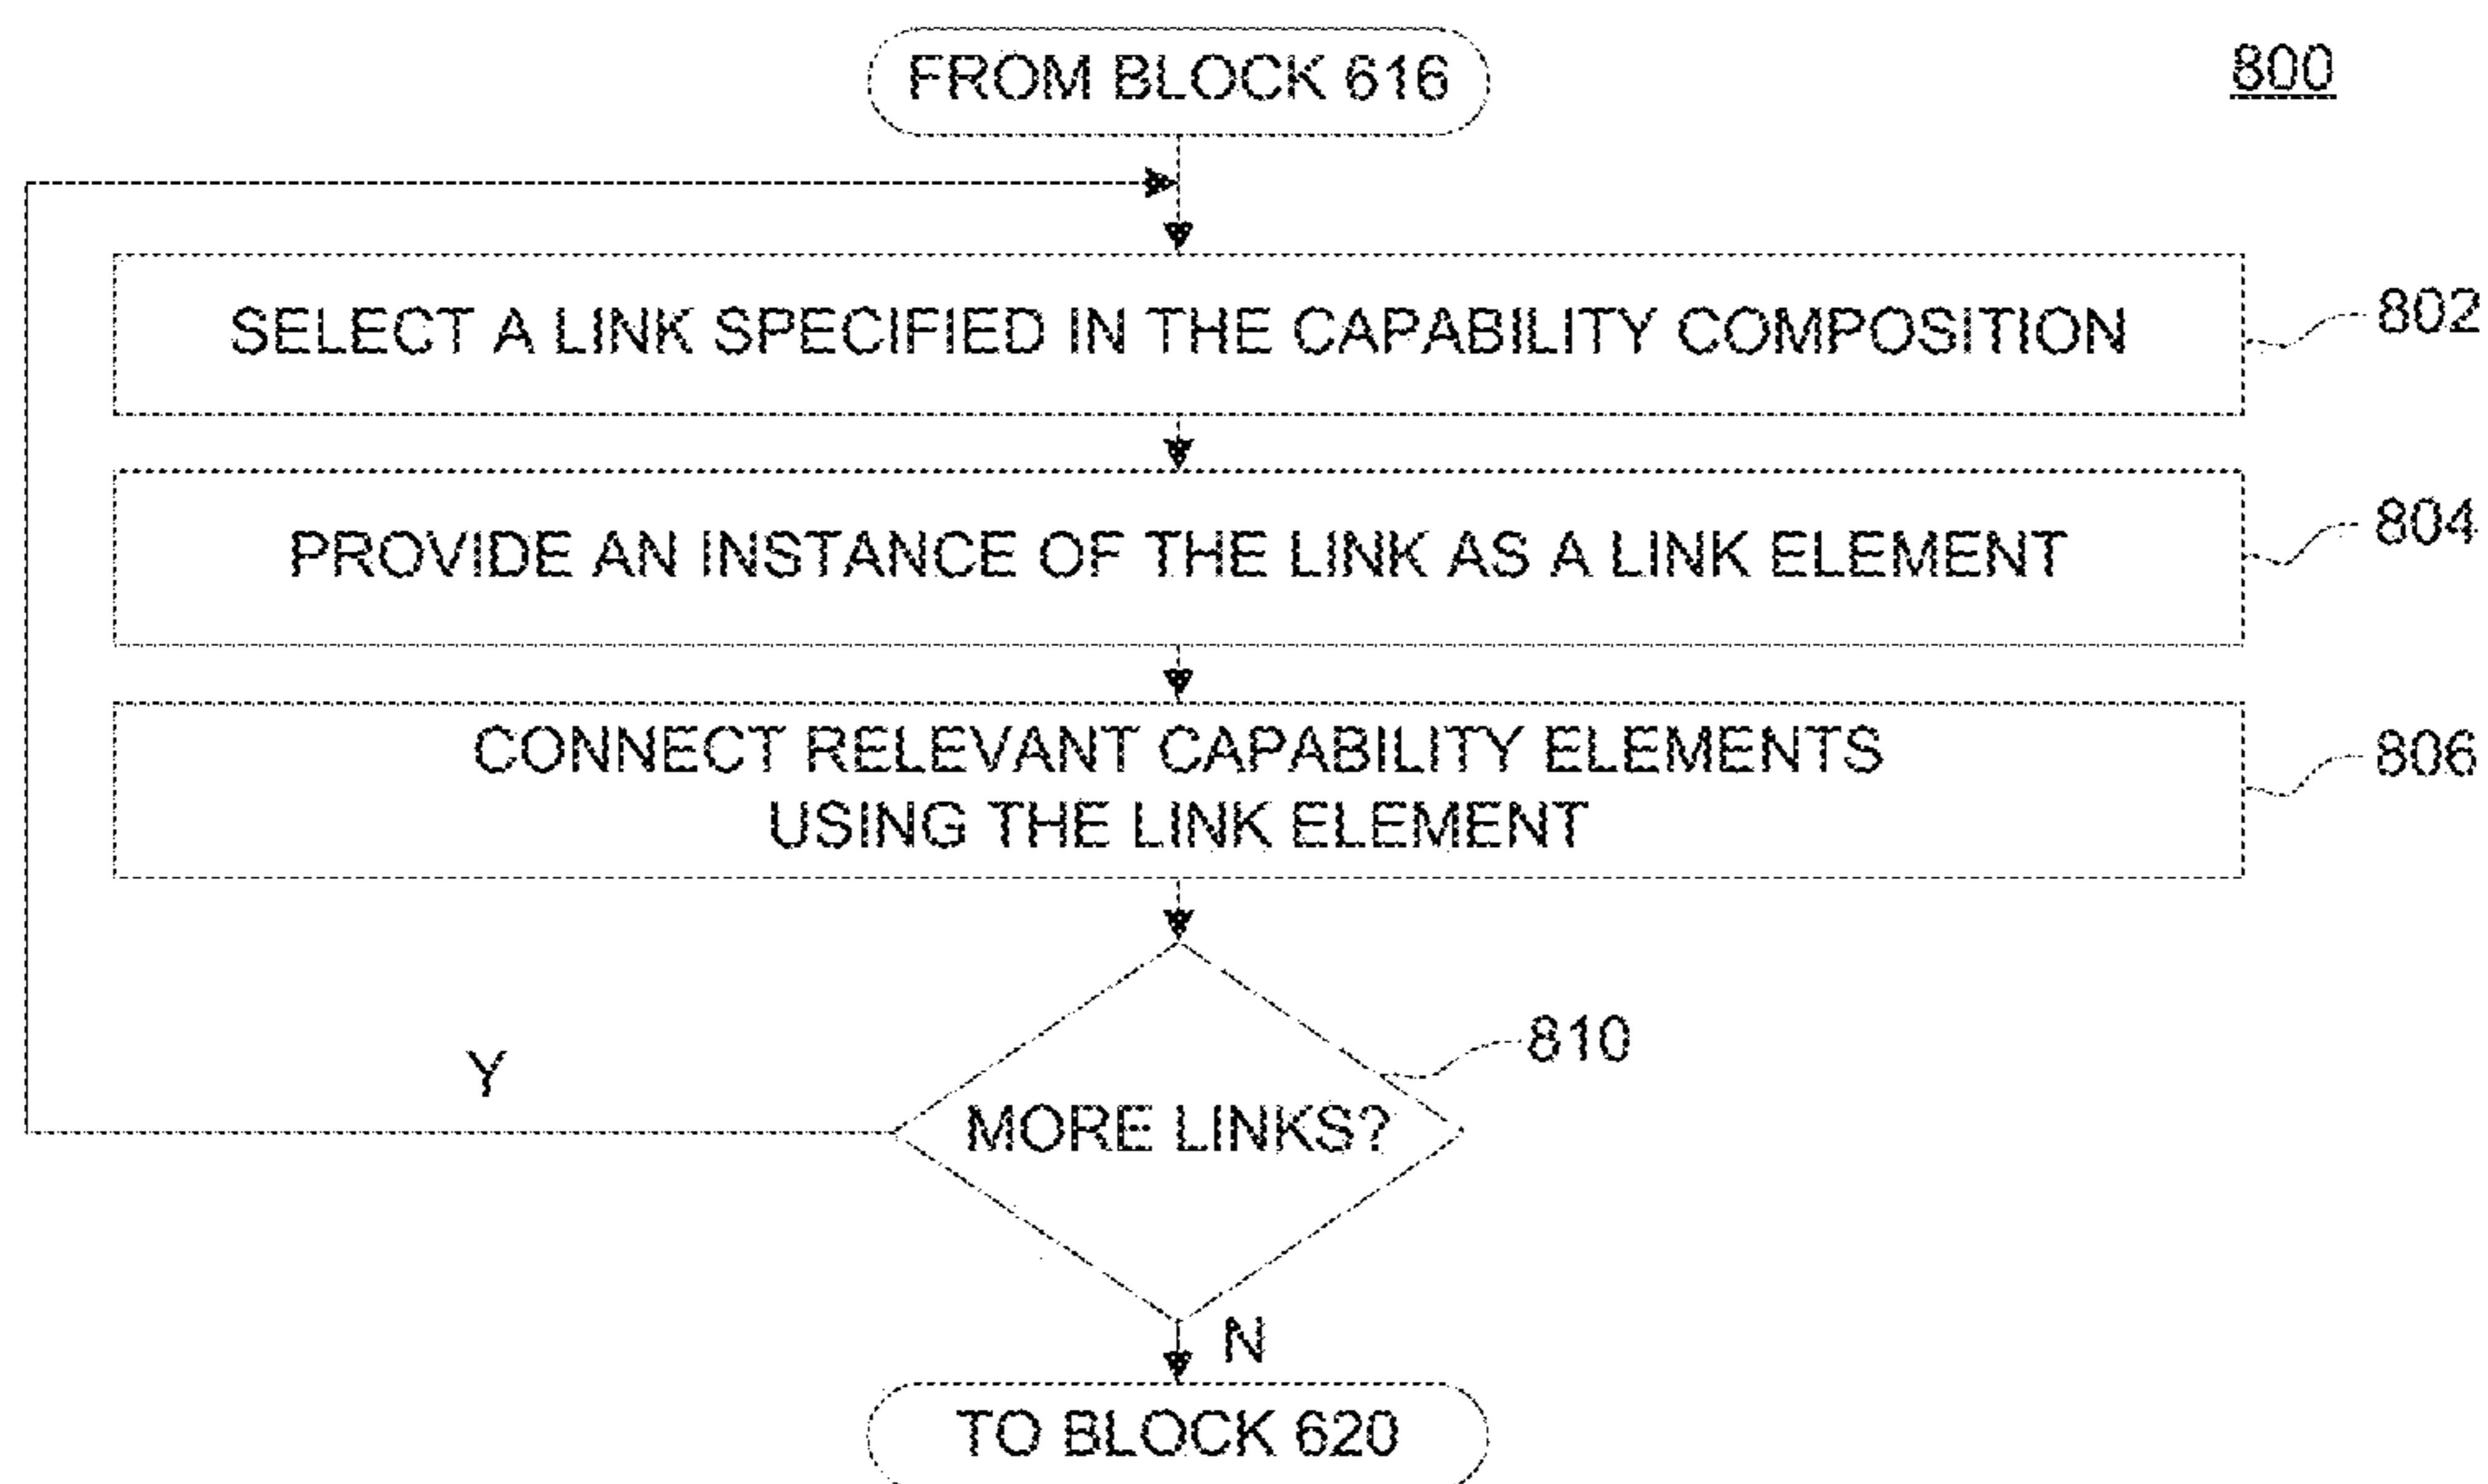 FROM BLOCK 616
800
SELECT A LINK SPECIFIED IN THE CAPABILITY COMPOSITION
802
PROVIDE AN INSTANCE OF THE LINK AS A LINK ELEMENT
804
CONNECT RELEVANT CAPABILITY ELEMENTS
USING THE LINK ELEMENT
806
810
Y
MORE LINKS?
N
TO BLOCK 620